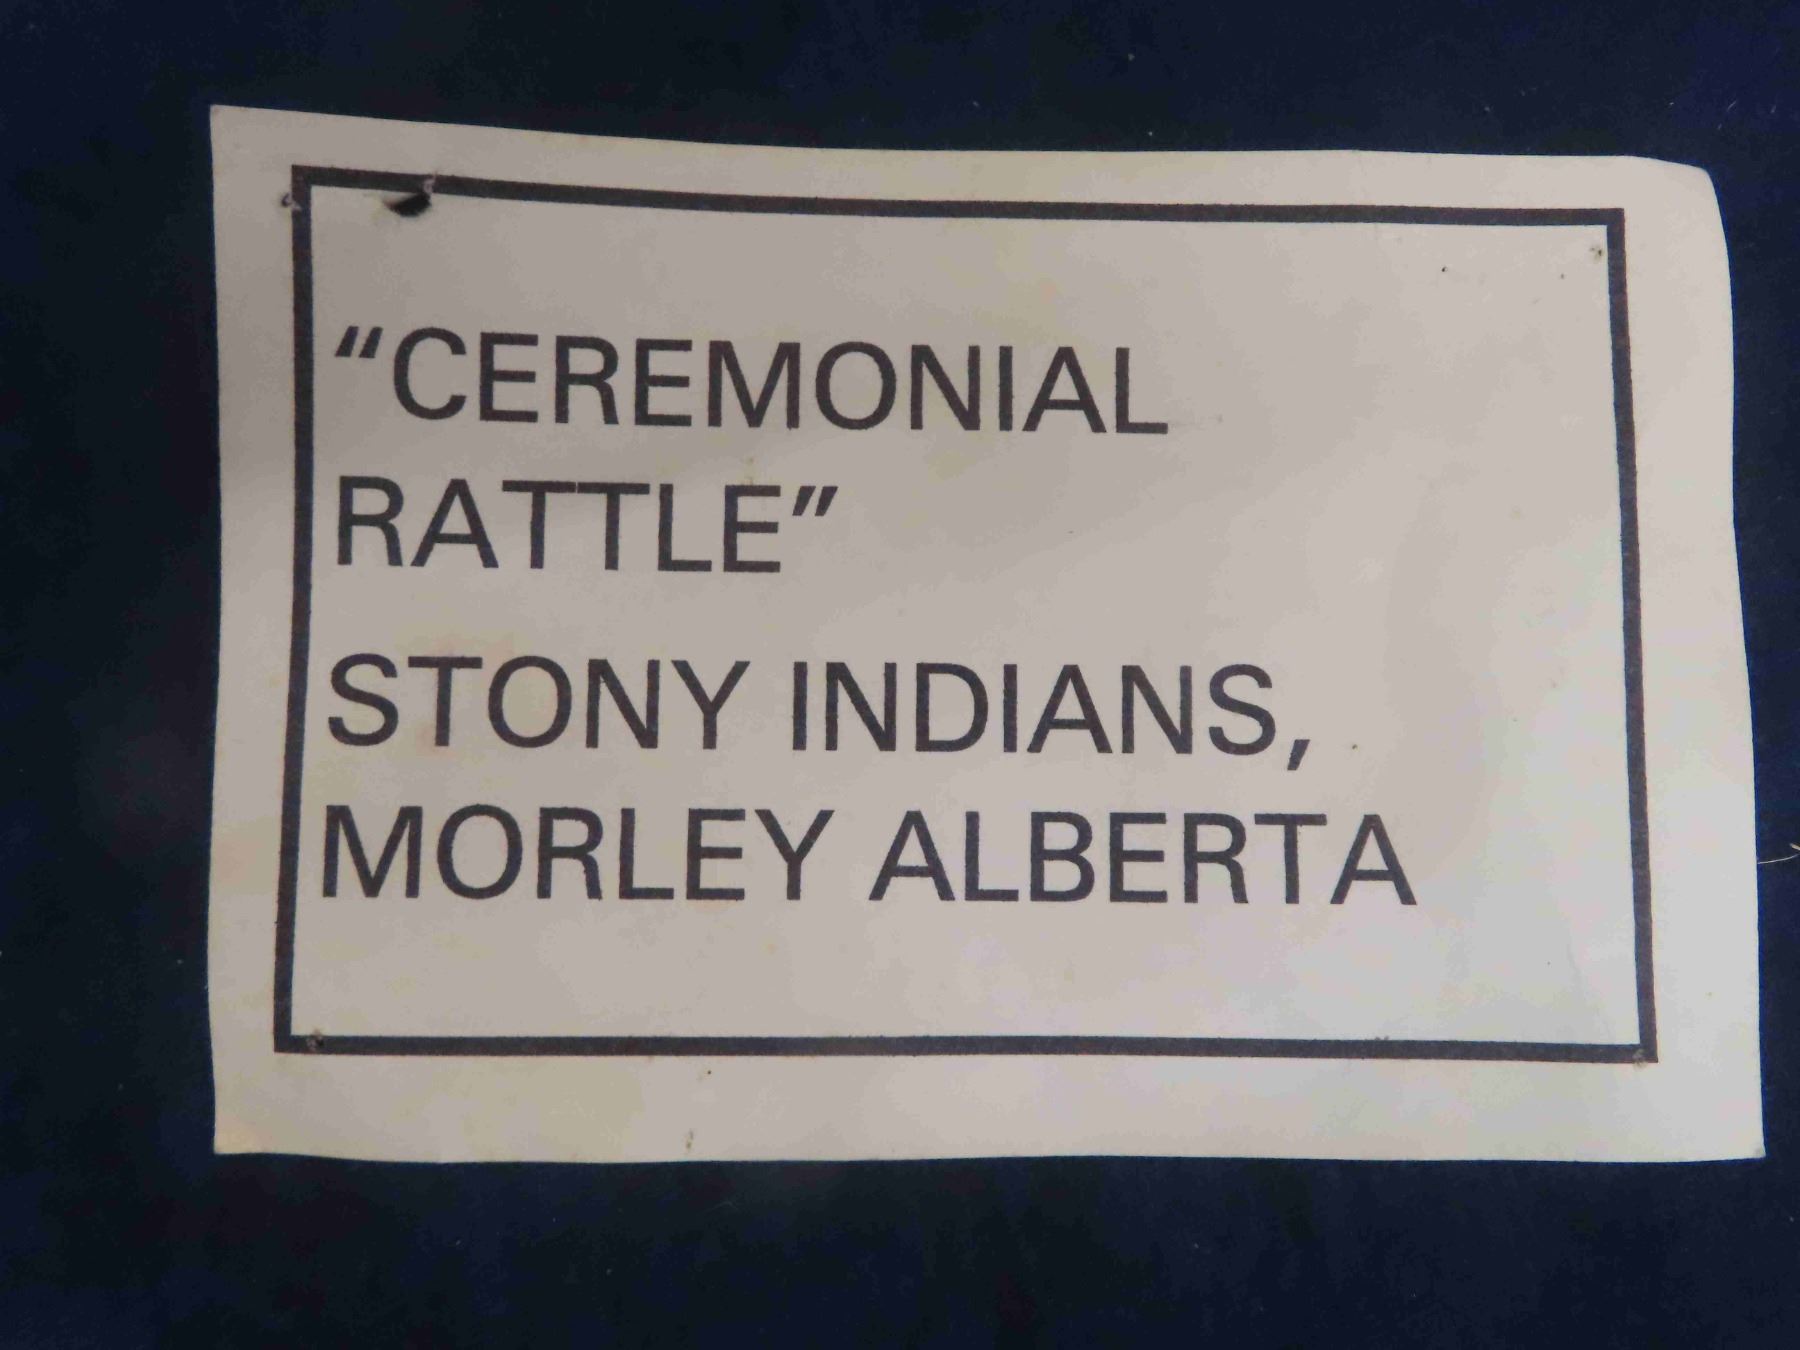 “CEREMONIAL
RATTLE”
STONY INDIANS,
MORLEY ALBERTA